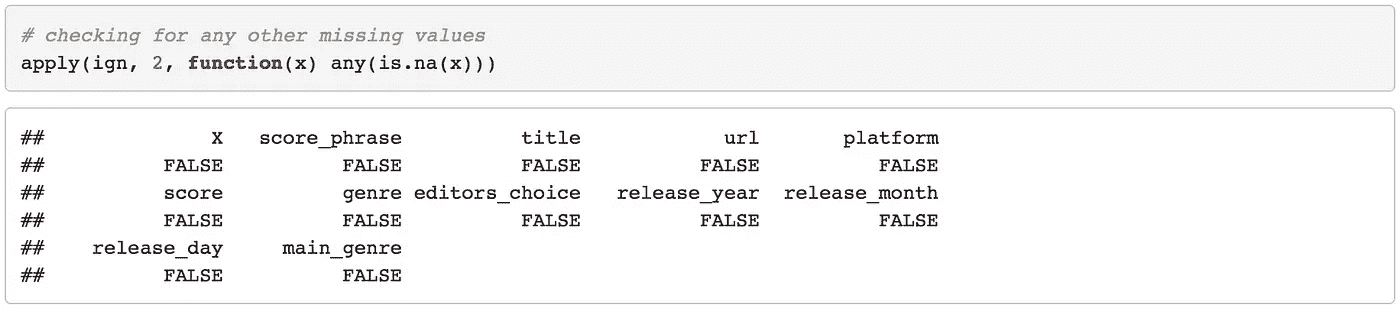 # checking for any other missing values
apply(ign, 2, function(x) any(is.na(x)))
## X score_phrase title url platform
## FALSE FALSE FALSE FALSE FALSE
## score genre editors_choice release_year release_month
## FALSE FALSE FALSE FALSE FALSE
## release_day main_genre
## FALSE FALSE